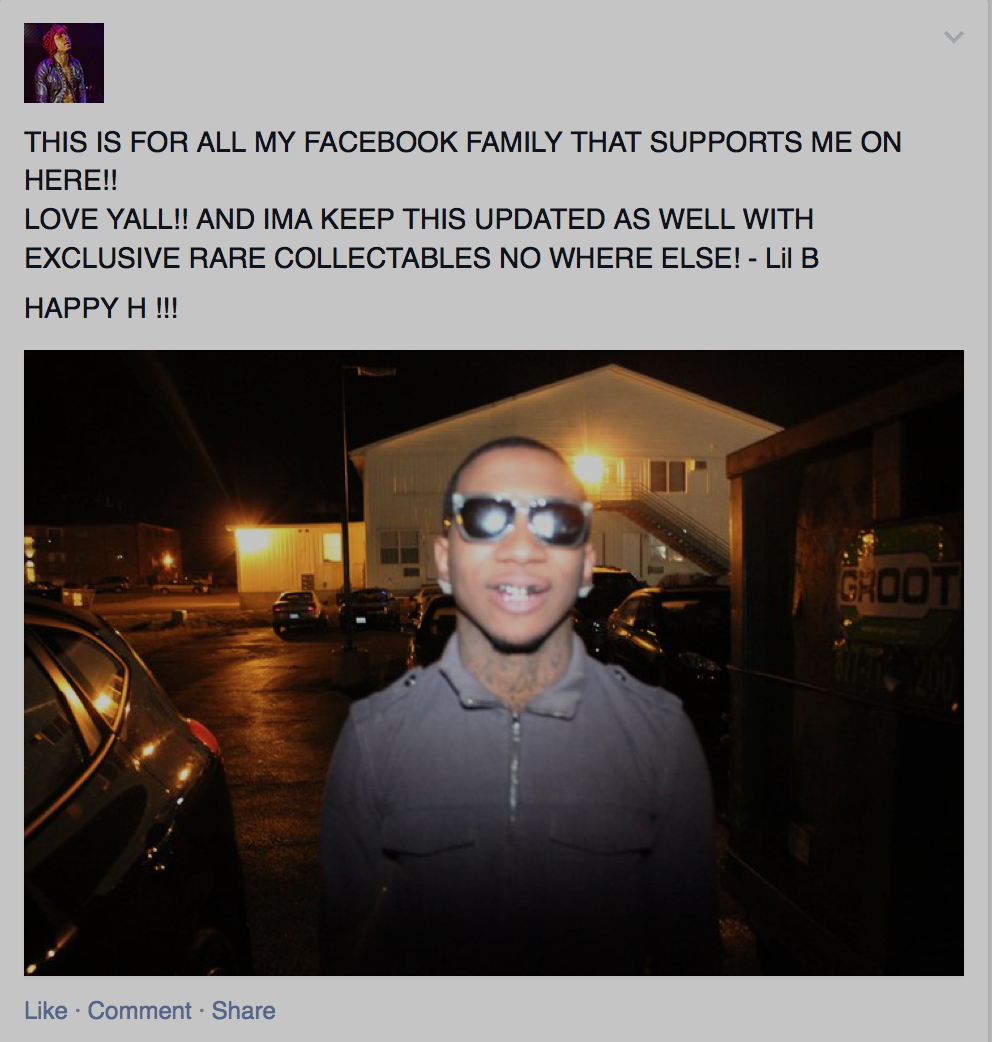 THIS IS FOR ALL MY FACEBOOK FAMILY THAT SUPPORTS ME ON
HERE!!
LOVE YALL!! AND IMA KEEP THIS UPDATED AS WELL WITH
EXCLUSIVE RARE COLLECTABLES NO WHERE ELSE! - Lil B
HAPPY H !!!
GROOT
Like · Comment · Share